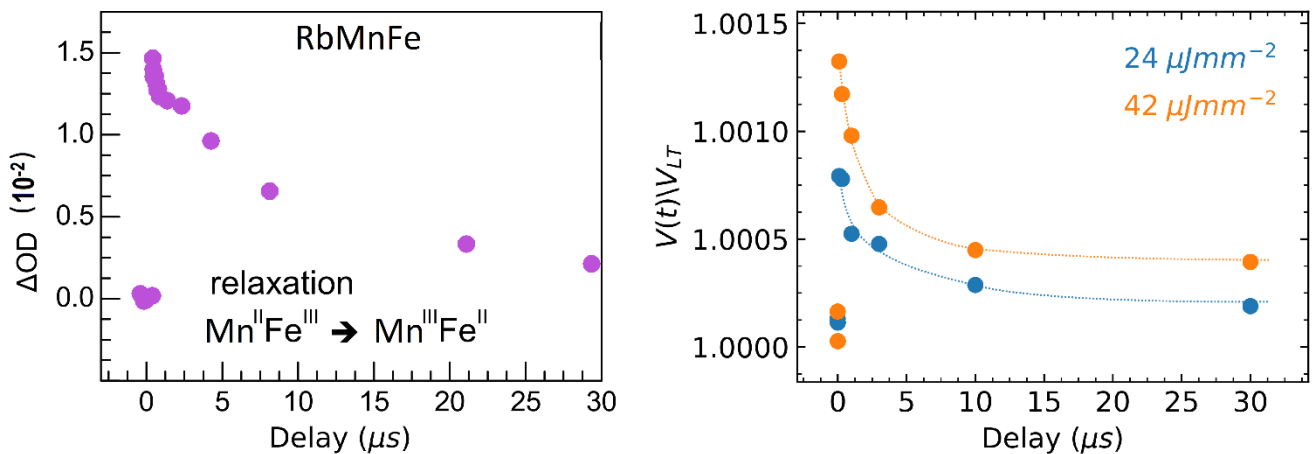 RbMnFe
1.5
1.0
0.5
0.0
ΔOD (10⁻²)
relaxation
MnᴵᴵFeᴵᴵᴵ ➔ MnᴵᴵᴵFeᴵᴵ
0 5 10 15 20 25 30
Delay (μs)
1.0015
1.0010
1.0005
1.0000
V(t)\V_LT
24 μJmm⁻²
42 μJmm⁻²
0 5 10 15 20 25 30
Delay (μs)